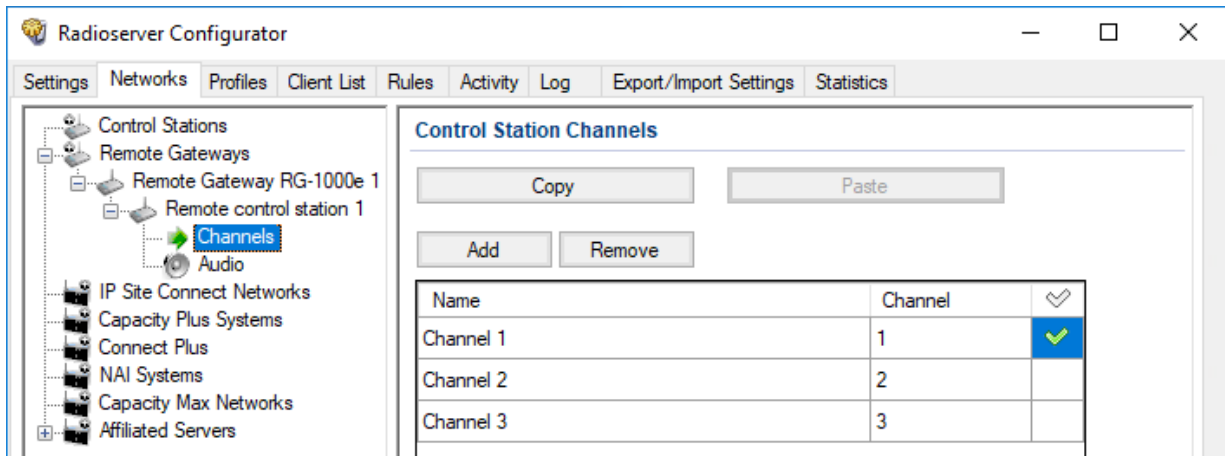 Radioserver Configurator
Settings Networks Profiles Client List Rules Activity Log Export/Import Settings Statistics
Control Stations
Remote Gateways
Remote Gateway RG-1000e 1
Remote control station 1
Channels
Audio
IP Site Connect Networks
Capacity Plus Systems
Connect Plus
NAI Systems
Capacity Max Networks
Affiliated Servers
Control Station Channels
Copy Paste
Add Remove
Name Channel
Channel 1 1
Channel 2 2
Channel 3 3